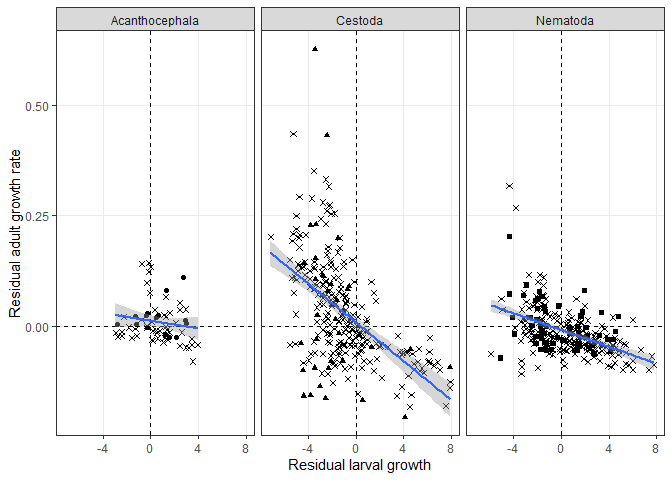 Acanthocephala Cestoda Nematoda
Residual adult growth rate
0.50
0.25
0.00
-4 0 4 8 -4 0 4 8 -4 0 4 8
Residual larval growth